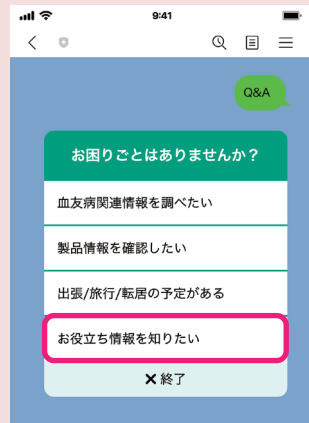 9:41
Q&A
お困りごとはありませんか？
血友病関連情報を調べたい
製品情報を確認したい
出張/旅行/転居の予定がある
お役立ち情報を知りたい
✕終了